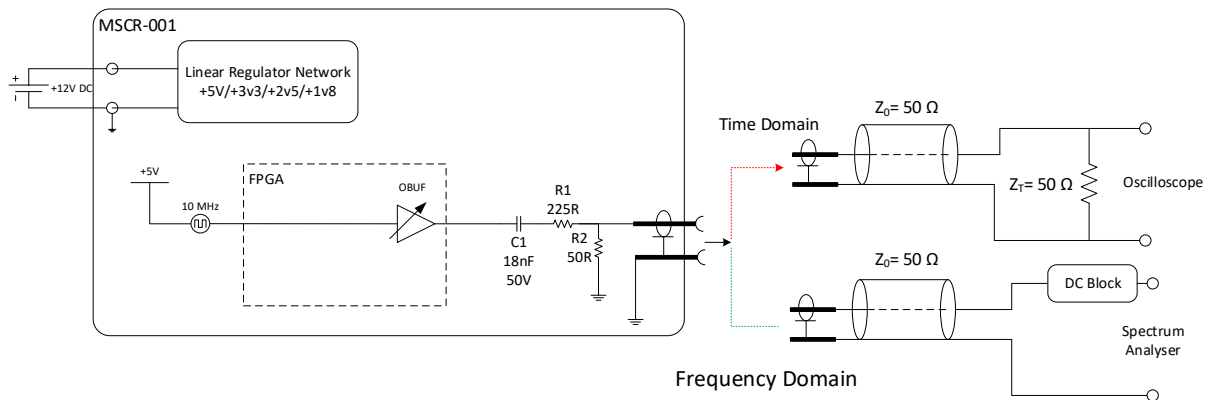 MSCR-001
Linear Regulator Network
+5V/+3v3/+2v5/+1v8
+
−
+12V DC
+5V
10 MHz
FPGA
OBUF
C1
18nF
50V
R1
225R
R2
50R
Time Domain
Z0= 50 Ω
ZT= 50 Ω
Oscilloscope
Z0= 50 Ω
DC Block
Spectrum
Analyser
Frequency Domain